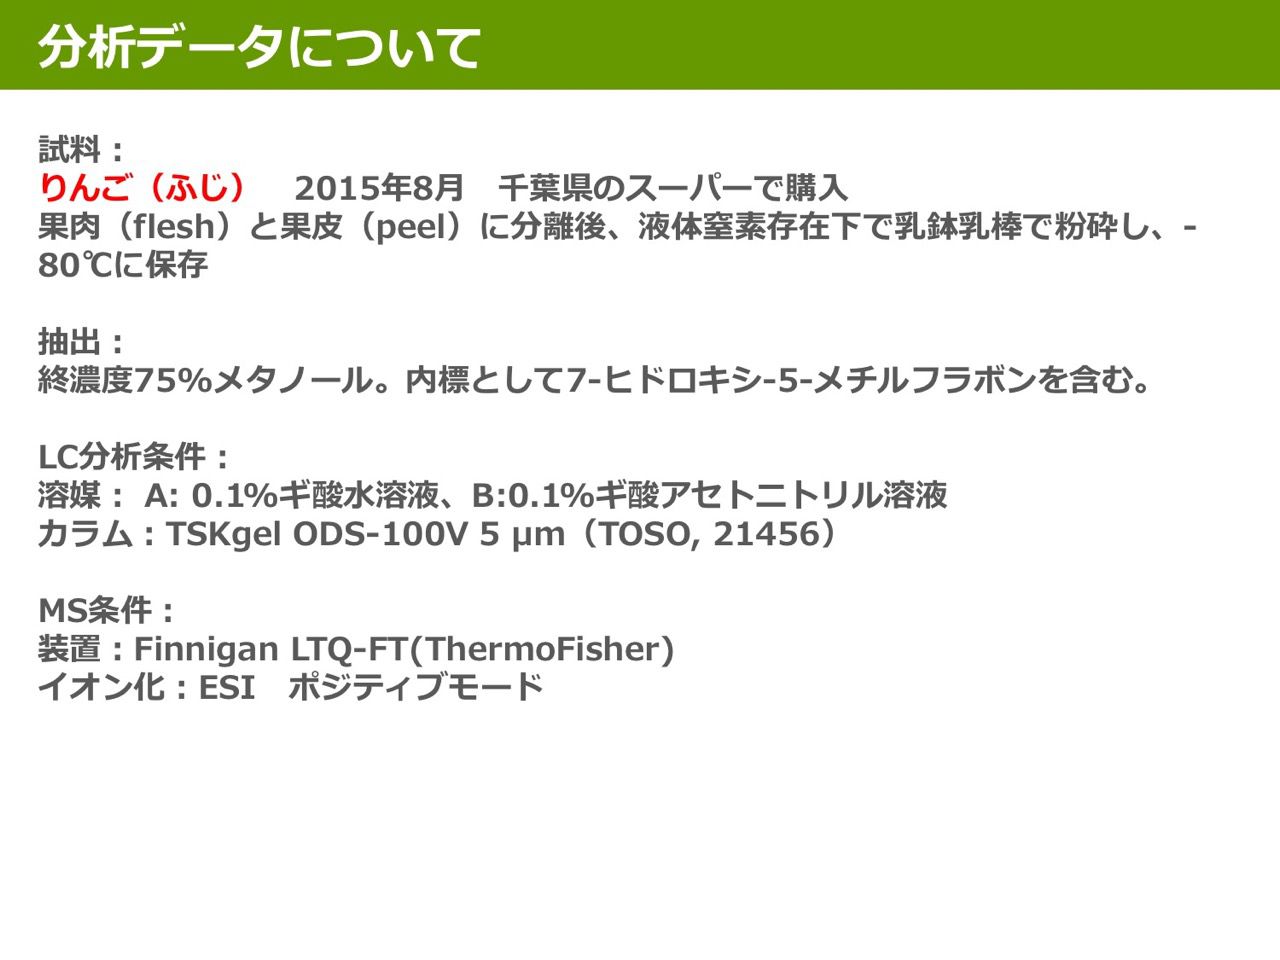 分析データについて
試料：
りんご（ふじ）　2015年8月　千葉県のスーパーで購入
果肉（flesh）と果皮（peel）に分離後、液体窒素存在下で乳鉢乳棒で粉砕し、-
80℃に保存
抽出：
終濃度75%メタノール。内標として7-ヒドロキシ-5-メチルフラボンを含む。
LC分析条件：
溶媒： A: 0.1%ギ酸水溶液、B:0.1%ギ酸アセトニトリル溶液
カラム：TSKgel ODS-100V 5 µm（TOSO, 21456）
MS条件：
装置：Finnigan LTQ-FT(ThermoFisher)
イオン化：ESI　ポジティブモード